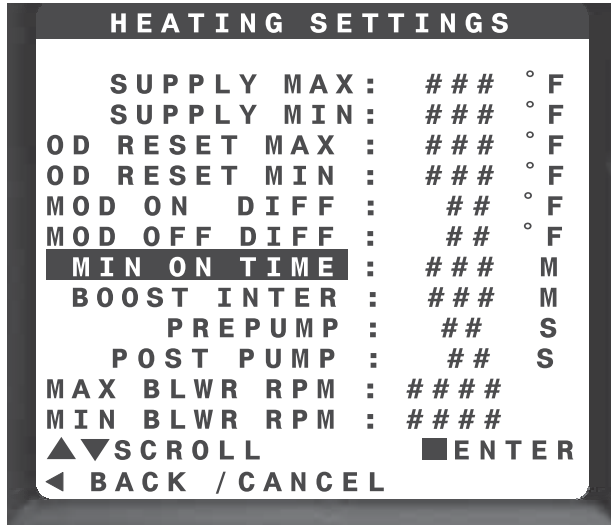 HEATING SETTINGS
SUPPLY MAX: ### °F
SUPPLY MIN: ### °F
OD RESET MAX : ### °F
OD RESET MIN : ### °F
MOD ON DIFF : ## °F
MOD OFF DIFF : ## °F
MIN ON TIME : ### M
BOOST INTER : ### M
PREPUMP : ## S
POST PUMP : ## S
MAX BLWR RPM : ####
MIN BLWR RPM : ####
▲▼SCROLL ■ENTER
◀ BACK /CANCEL